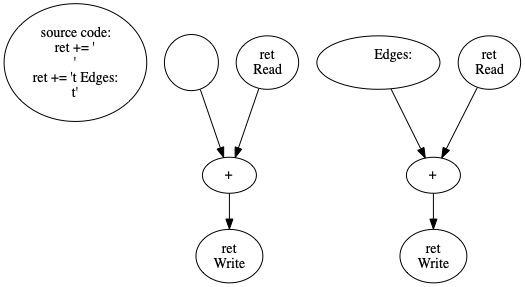 source code:
ret += '
'
ret += 't Edges:
t'
ret
Read
Edges:
ret
Read
+
+
ret
Write
ret
Write